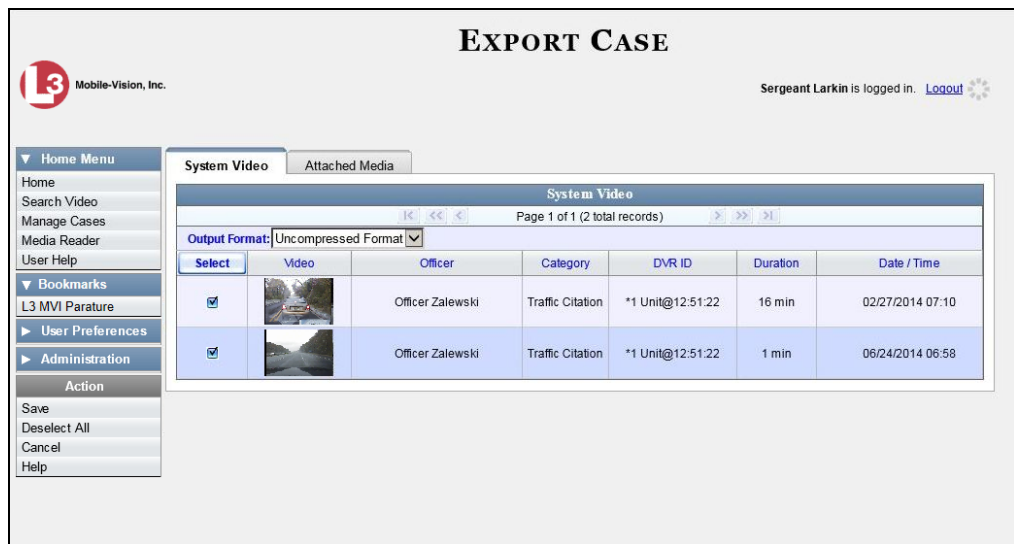 EXPORT CASE
L3 Mobile-Vision, Inc.
Sergeant Larkin is logged in. Logout
▼ Home Menu
Home
Search Video
Manage Cases
Media Reader
User Help
▼ Bookmarks
L3 MVI Parature
► User Preferences
► Administration
Action
Save
Deselect All
Cancel
Help
System Video Attached Media
System Video
Page 1 of 1 (2 total records)
Output Format: Uncompressed Format
Select Video Officer Category DVR ID Duration Date / Time
Officer Zalewski Traffic Citation *1 Unit@12:51:22 16 min 02/27/2014 07:10
Officer Zalewski Traffic Citation *1 Unit@12:51:22 1 min 06/24/2014 06:58